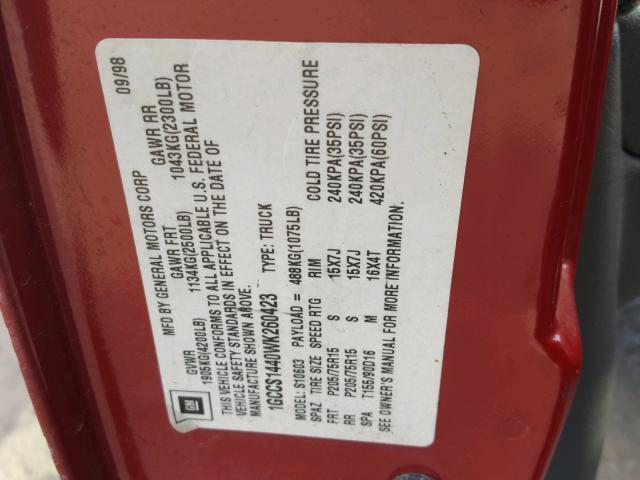 GM
MFD BY GENERAL MOTORS CORP 09/98
GVWR GAWR FRT GAWR RR
1905KG(4200LB) 1134KG(2500LB) 1043KG(2300LB)
THIS VEHICLE CONFORMS TO ALL APPLICABLE U.S. FEDERAL MOTOR
VEHICLE SAFETY STANDARDS IN EFFECT ON THE DATE OF
MANUFACTURE SHOWN ABOVE.
1GCCS1440WK260423 TYPE: TRUCK
MODEL: S10603 PAYLOAD = 488KG(1075LB)
SPAZ TIRE SIZE SPEED RTG RIM COLD TIRE PRESSURE
FRT P205/75R15 S 15X7J 240KPA(35PSI)
RR P205/75R15 S 15X7J 240KPA(35PSI)
SPA T155/90D16 M 16X4T 420KPA(60PSI)
SEE OWNER'S MANUAL FOR MORE INFORMATION.